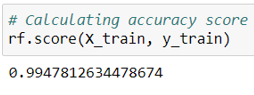 # Calculating accuracy score
rf.score(X_train, y_train)
0.9947812634478674